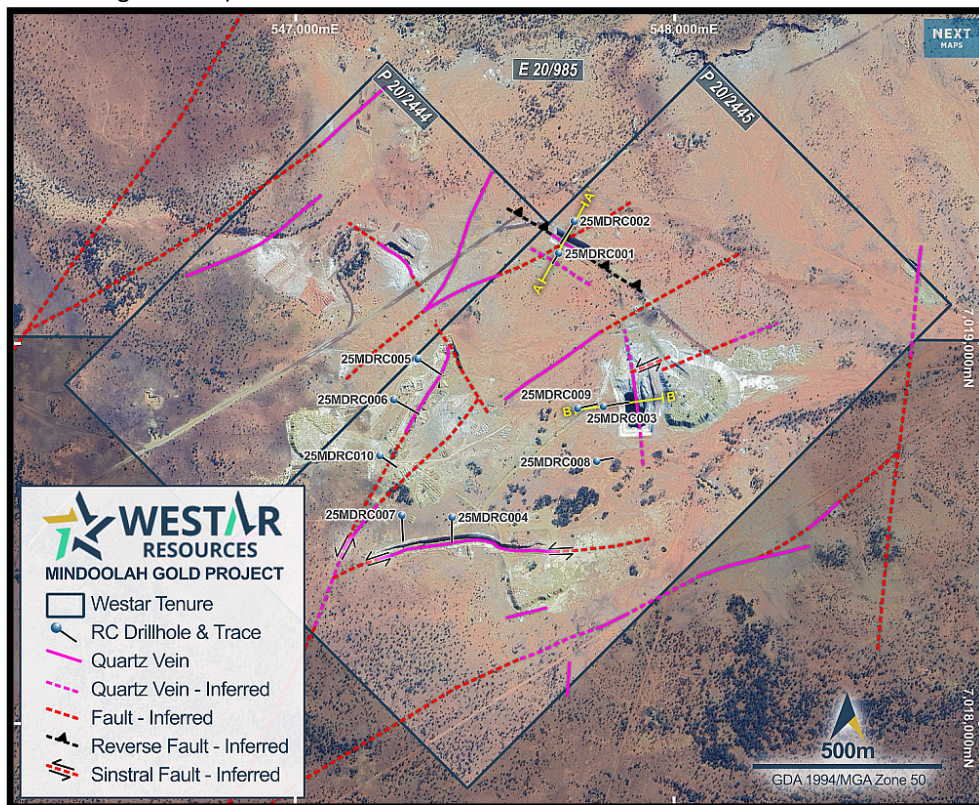 547,000mE
548,000mE
NEXT
MAPS
E 20/985
P 20/2444
P 20/2445
A'
25MDRC002
25MDRC001
A
7,019,000mN
25MDRC005
25MDRC006
25MDRC009
B
B'
25MDRC003
25MDRC010
25MDRC008
25MDRC007
25MDRC004
WESTAR
RESOURCES
MINDOOLAH GOLD PROJECT
Westar Tenure
RC Drillhole & Trace
Quartz Vein
Quartz Vein - Inferred
Fault - Inferred
Reverse Fault - Inferred
Sinstral Fault - Inferred
7,018,000mN
500m
GDA 1994/MGA Zone 50